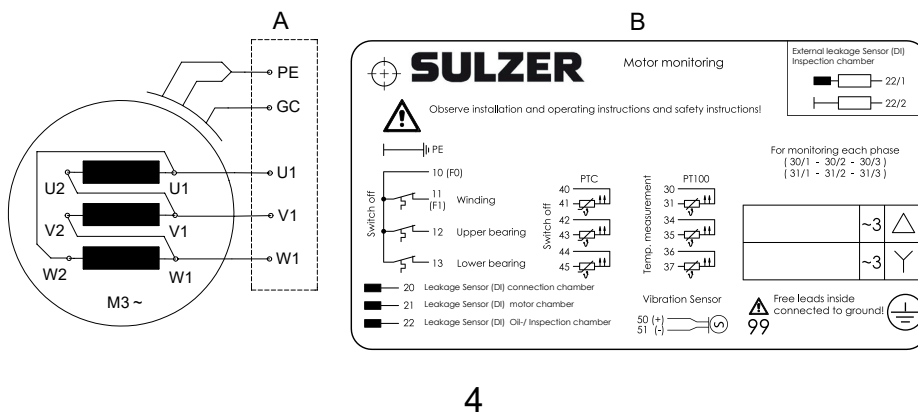 A
PE
GC
U2
U1
U1
V2
V1
V1
W2
W1
W1
M3 ~
B
SULZER
Motor monitoring
External leakage Sensor (DI)
Inspection chamber
22/1
22/2
Observe installation and operating instructions and safety instructions!
PE
For monitoring each phase
( 30/1 - 30/2 - 30/3 )
( 31/1 - 31/2 - 31/3 )
Switch off
10 (F0)
11
(F1)
Winding
12 Upper bearing
13 Lower bearing
PTC
Switch off
40
41
42
43
44
45
PT100
Temp. measurement
30
31
34
35
36
37
~3
~3
20 Leakage Sensor (DI) connection chamber
21 Leakage Sensor (DI) motor chamber
22 Leakage Sensor (DI) Oil-/ Inspection chamber
Vibration Sensor
50 (+)
51 (-)
S
Free leads inside
connected to ground!
99
4